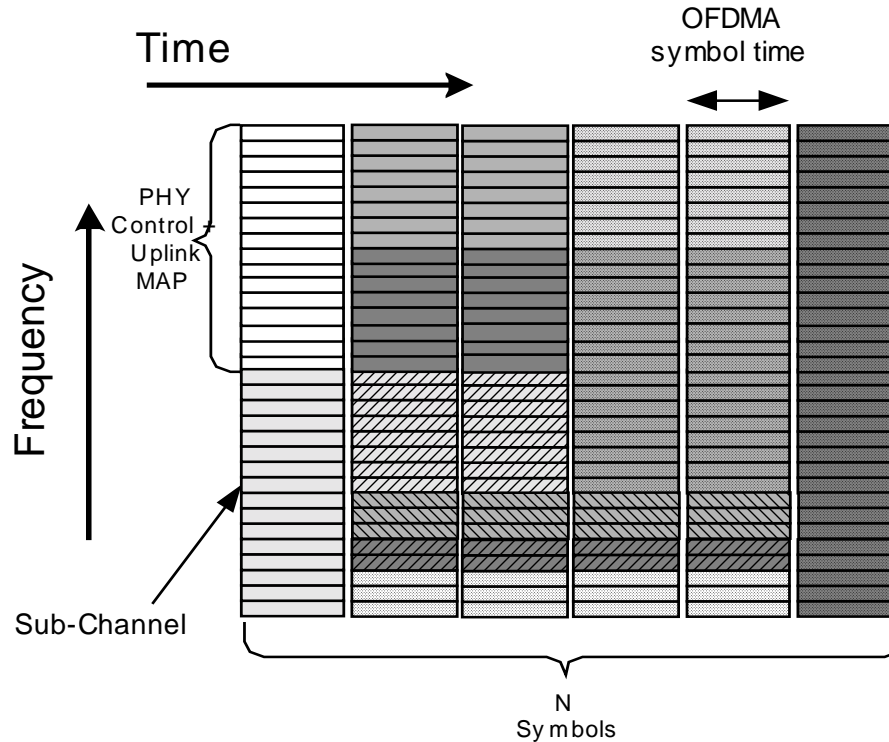 Time
OFDMA
symbol time
PHY
Control +
Uplink
MAP
Frequency
Sub-Channel
N
Symbols